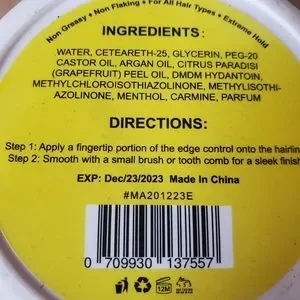 Non Greasy • Non Flaking • For All Hair Types • Extreme Hold
INGREDIENTS:
WATER, CETEARETH-25, GLYCERIN, PEG-20
CASTOR OIL, ARGAN OIL, CITRUS PARADISI
(GRAPEFRUIT) PEEL OIL, DMDM HYDANTOIN,
METHYLCHLOROISOTHIAZOLINONE, METHYLISOTHI-
AZOLINONE, MENTHOL, CARMINE, PARFUM
DIRECTIONS:
Step 1: Apply a fingertip portion of the edge control onto the hairlin
Step 2: Smooth with a small brush or tooth comb for a sleek finish/
EXP: Dec/23/2023 Made In China
#MA201223E
0 709930 137557
12M